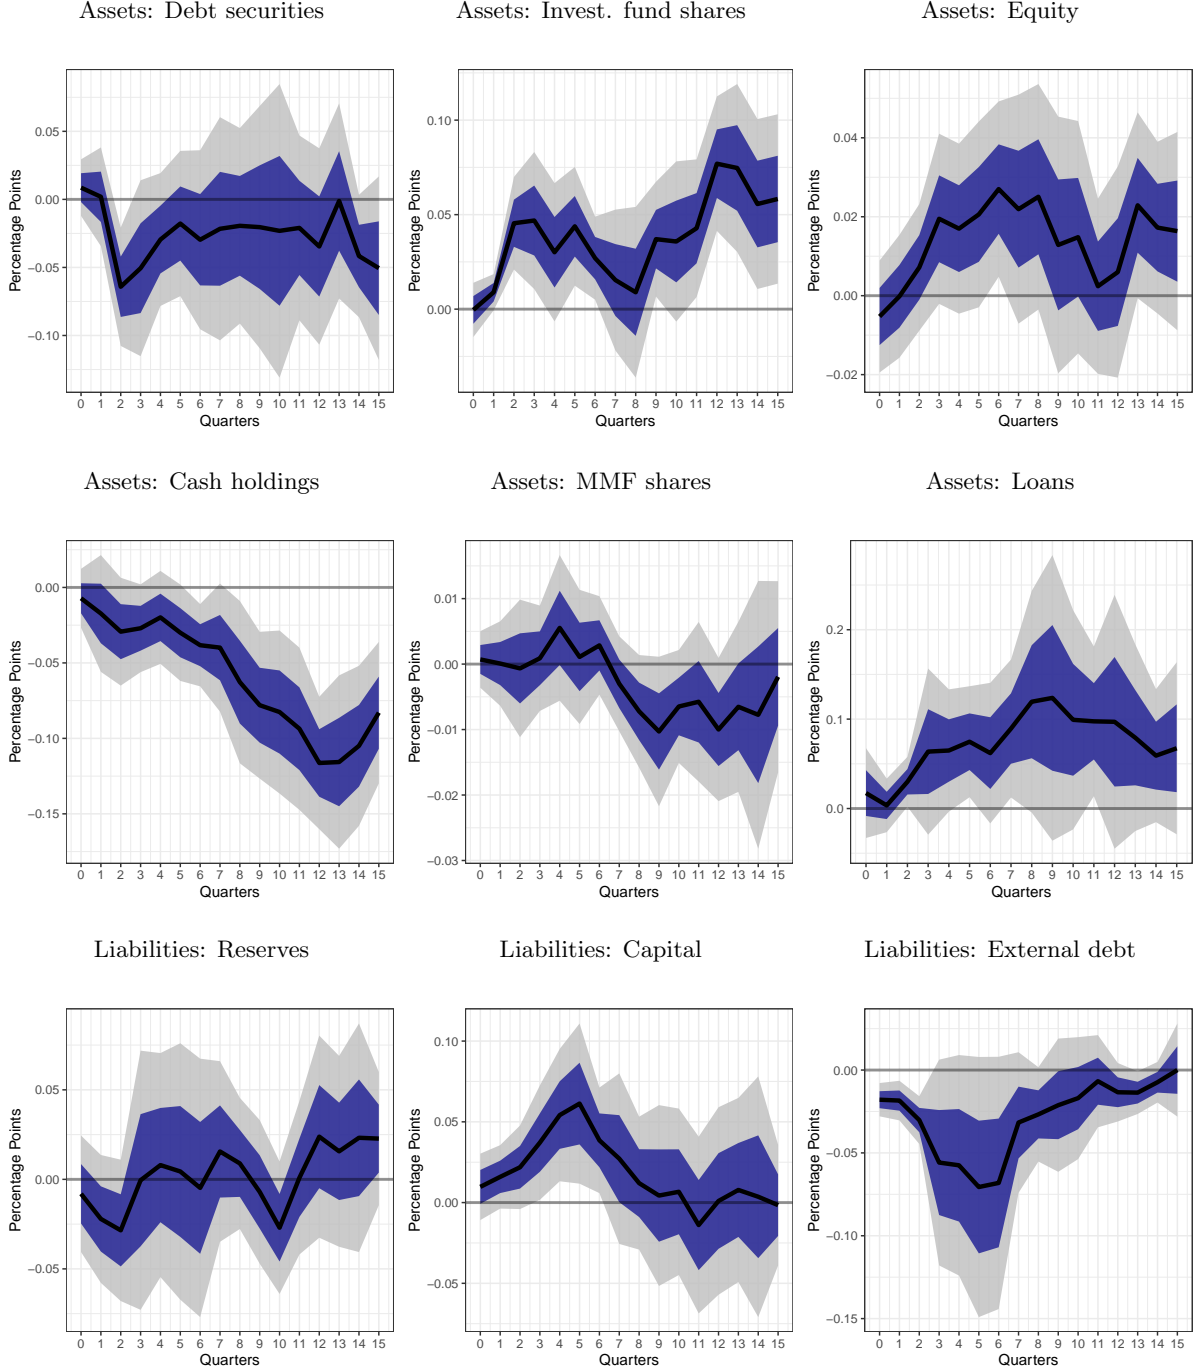 Assets: Debt securities
Assets: Invest. fund shares
Assets: Equity
Percentage Points
0.05
0.00
−0.05
−0.10
0 1 2 3 4 5 6 7 8 9 10 11 12 13 14 15
Quarters
Percentage Points
0.10
0.05
0.00
0 1 2 3 4 5 6 7 8 9 10 11 12 13 14 15
Quarters
Percentage Points
0.04
0.02
0.00
−0.02
0 1 2 3 4 5 6 7 8 9 10 11 12 13 14 15
Quarters
Assets: Cash holdings
Assets: MMF shares
Assets: Loans
Percentage Points
0.00
−0.05
−0.10
−0.15
0 1 2 3 4 5 6 7 8 9 10 11 12 13 14 15
Quarters
Percentage Points
0.01
0.00
−0.01
−0.02
−0.03
0 1 2 3 4 5 6 7 8 9 10 11 12 13 14 15
Quarters
Percentage Points
0.2
0.1
0.0
0 1 2 3 4 5 6 7 8 9 10 11 12 13 14 15
Quarters
Liabilities: Reserves
Liabilities: Capital
Liabilities: External debt
Percentage Points
0.05
0.00
−0.05
0 1 2 3 4 5 6 7 8 9 10 11 12 13 14 15
Quarters
Percentage Points
0.10
0.05
0.00
−0.05
0 1 2 3 4 5 6 7 8 9 10 11 12 13 14 15
Quarters
Percentage Points
0.00
−0.05
−0.10
−0.15
0 1 2 3 4 5 6 7 8 9 10 11 12 13 14 15
Quarters